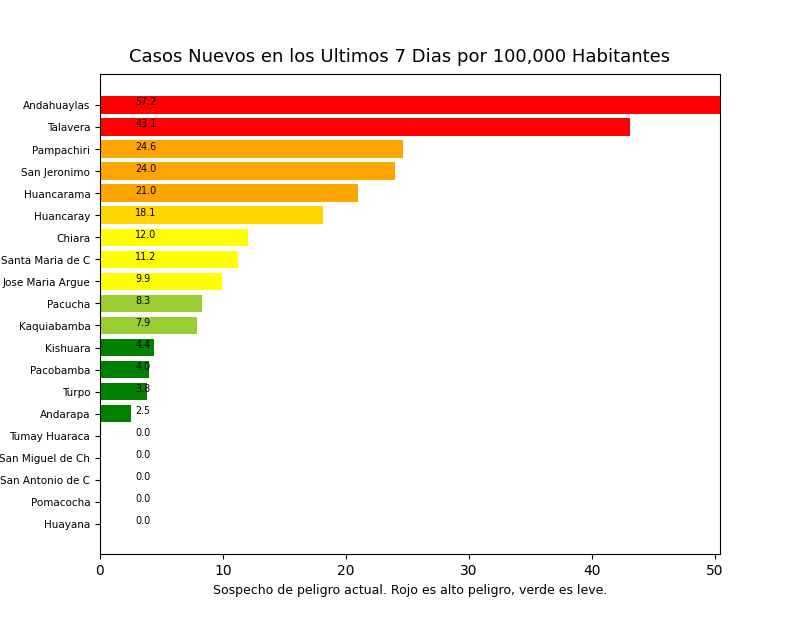 Casos Nuevos en los Ultimos 7 Dias por 100,000 Habitantes
Andahuaylas 57.2
Talavera 43.1
Pampachiri 24.6
San Jeronimo 24.0
Huancarama 21.0
Huancaray 18.1
Chiara 12.0
Santa Maria de C 11.2
Jose Maria Argue 9.9
Pacucha 8.3
Kaquiabamba 7.9
Kishuara 4.4
Pacobamba 4.0
Turpo 3.8
Andarapa 2.5
Tumay Huaraca 0.0
San Miguel de Ch 0.0
San Antonio de C 0.0
Pomacocha 0.0
Huayana 0.0
0 10 20 30 40 50
Sospecho de peligro actual. Rojo es alto peligro, verde es leve.